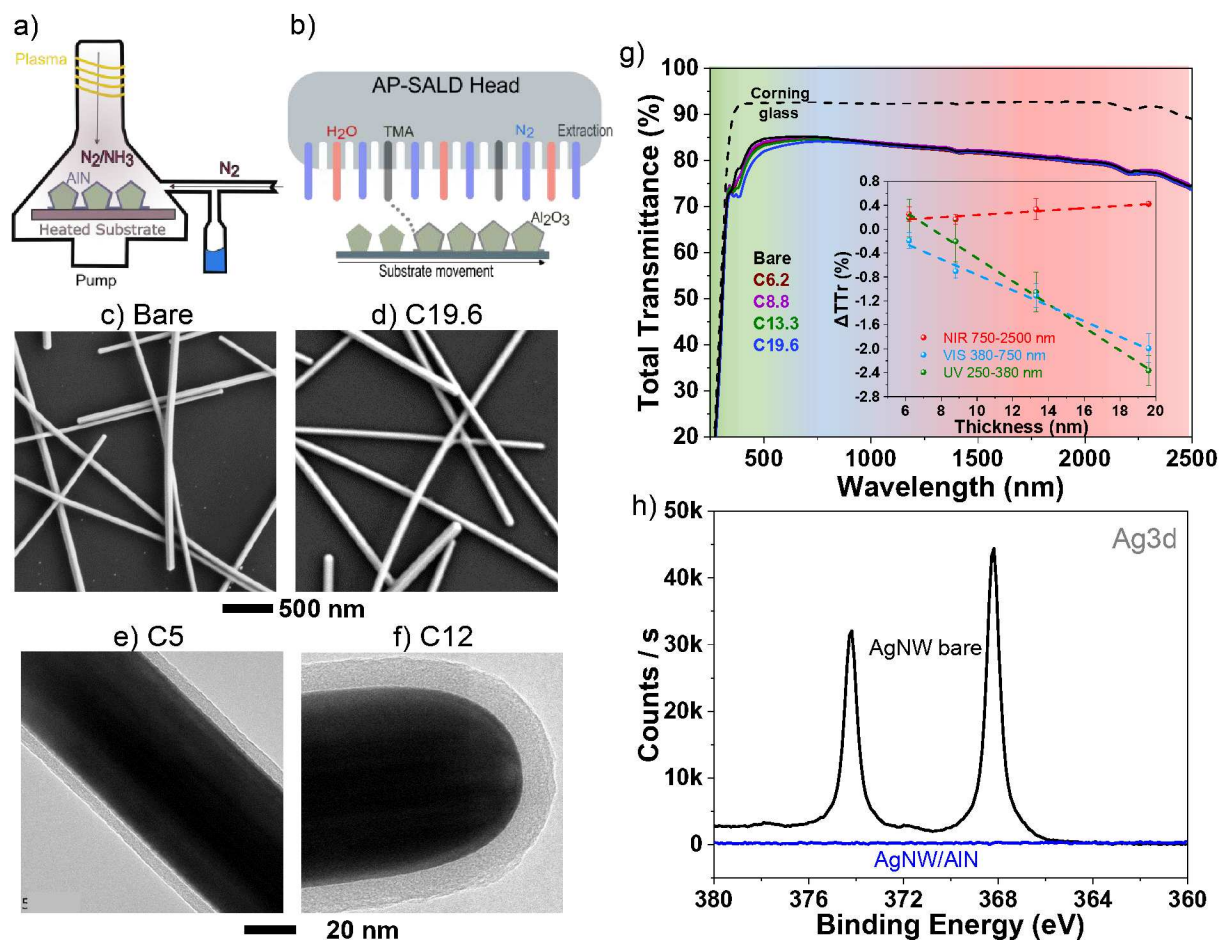 a)
Plasma
N2/NH3
AlN
N2
Heated Substrate
Pump
b)
AP-SALD Head
H2O
TMA
N2
Extraction
Al2O3
Substrate movement
c) Bare
d) C19.6
500 nm
e) C5
f) C12
5
20 nm
g)
Total Transmittance (%)
100
90
80
70
60
50
40
30
20
Corning
glass
Bare
C6.2
C8.8
C13.3
C19.6
ΔTTr (%)
0.8
0.4
0.0
-0.4
-0.8
-1.2
-1.6
-2.0
-2.4
-2.8
NIR 750-2500 nm
VIS 380-750 nm
UV 250-380 nm
6 8 10 12 14 16 18 20
Thickness (nm)
500 1000 1500 2000 2500
Wavelength (nm)
h)
Counts / s
50k
40k
30k
20k
10k
0
Ag3d
AgNW bare
AgNW/AlN
380 376 372 368 364 360
Binding Energy (eV)